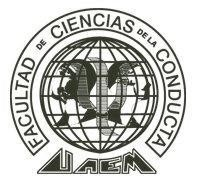 FACULTAD DE CIENCIAS DE LA CONDUCTA
UAEM